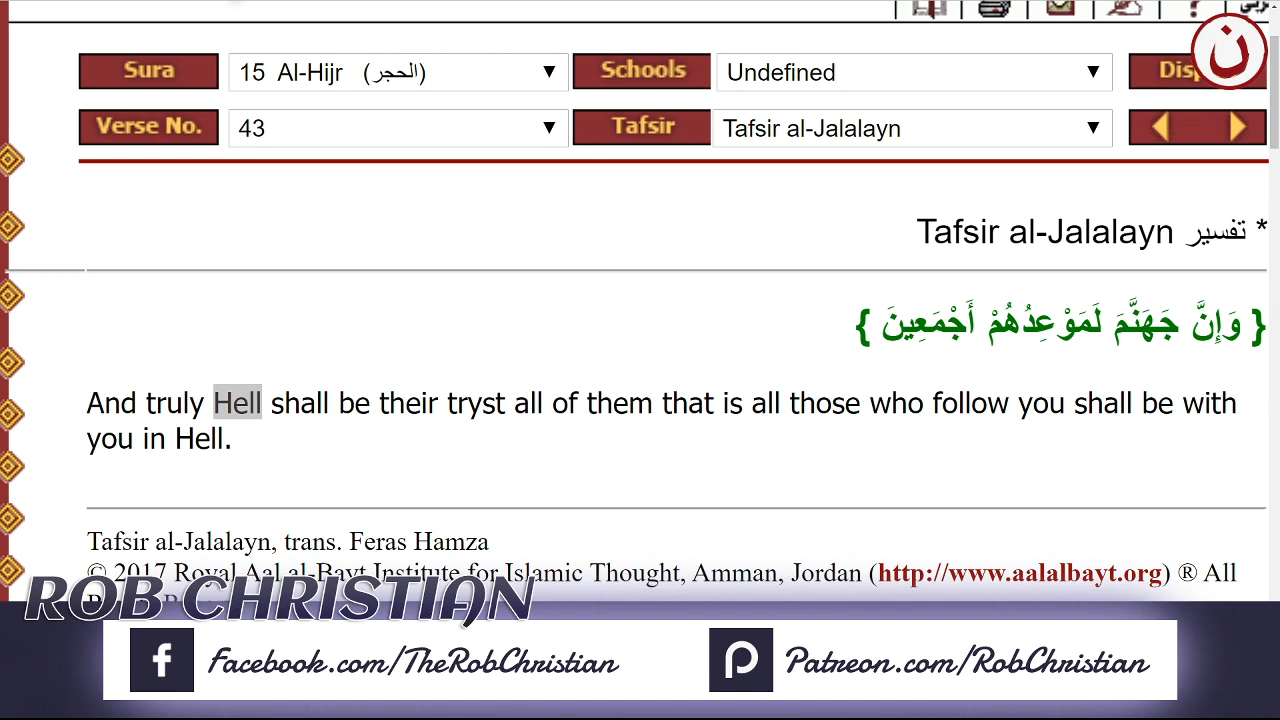 ن
Sura 15 Al-Hijr (الحجر) Schools Undefined
Verse No. 43 Tafsir Tafsir al-Jalalayn
* تفسير Tafsir al-Jalalayn
{ وَإِنَّ جَهَنَّمَ لَمَوْعِدُهُمْ أَجْمَعِينَ }
And truly Hell shall be their tryst all of them that is all those who follow you shall be with
you in Hell.
Tafsir al-Jalalayn, trans. Feras Hamza
© 2017 Royal Aal al-Bayt Institute for Islamic Thought, Amman, Jordan (http://www.aalalbayt.org) ® All
ROB CHRISTIAN
Facebook.com/TheRobChristian Patreon.com/RobChristian